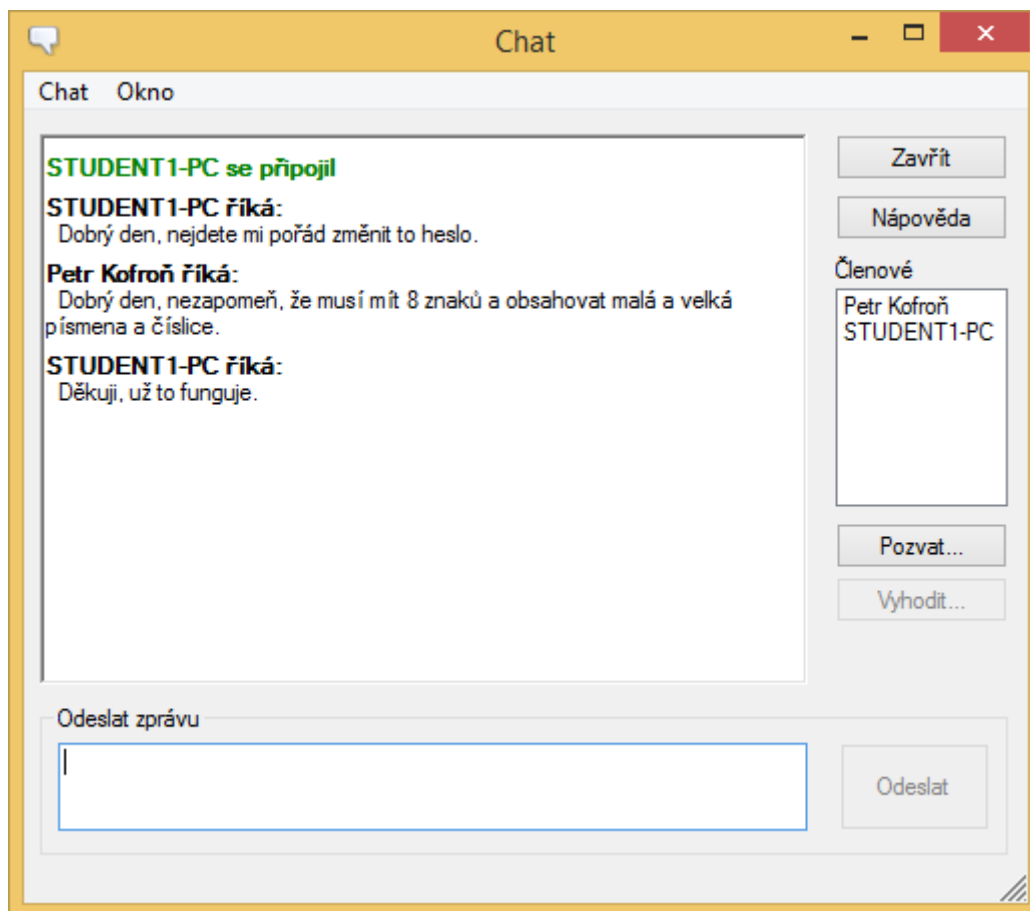 Chat
Chat Okno
STUDENT1-PC se připojil
STUDENT1-PC říká:
Dobrý den, nejdete mi pořád změnit to heslo.
Petr Kofroň říká:
Dobrý den, nezapomeň, že musí mít 8 znaků a obsahovat malá a velká
písmena a číslice.
STUDENT1-PC říká:
Děkuji, už to funguje.
Zavřít
Nápověda
Členové
Petr Kofroň
STUDENT1-PC
Pozvat...
Vyhodit...
Odeslat zprávu
Odeslat